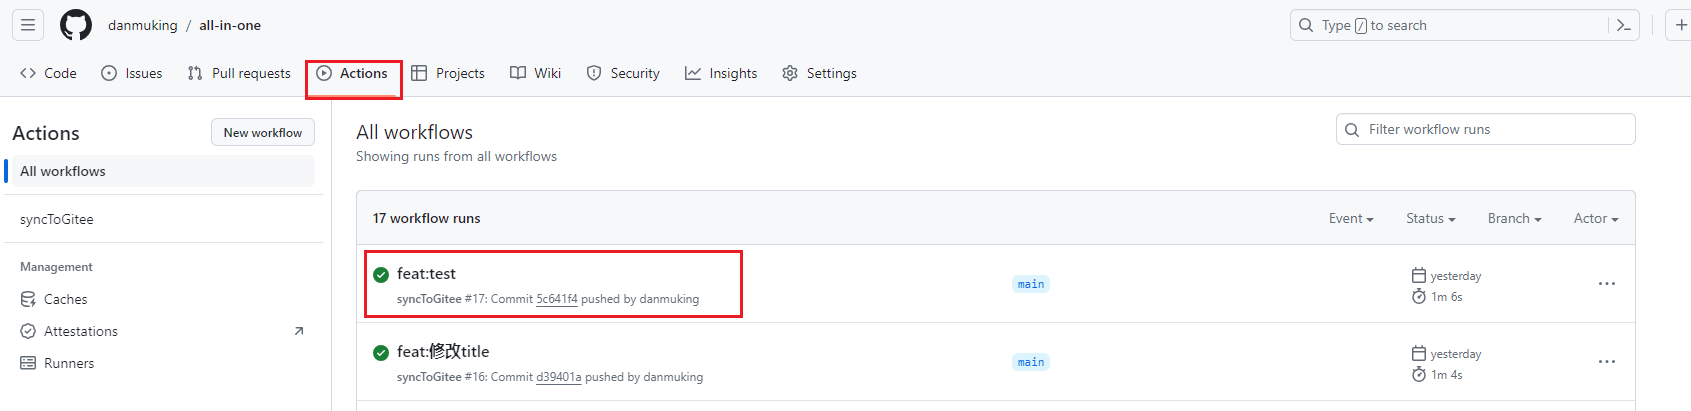 danmuking / all-in-one
Type / to search
Code Issues Pull requests Actions Projects Wiki Security Insights Settings
Actions
New workflow
All workflows
syncToGitee
Management
Caches
Attestations
Runners
All workflows
Showing runs from all workflows
Filter workflow runs
17 workflow runs
Event Status Branch Actor
feat:test
syncToGitee #17: Commit 5c641f4 pushed by danmuking
main
yesterday
1m 6s
feat:修改title
syncToGitee #16: Commit d39401a pushed by danmuking
main
yesterday
1m 4s